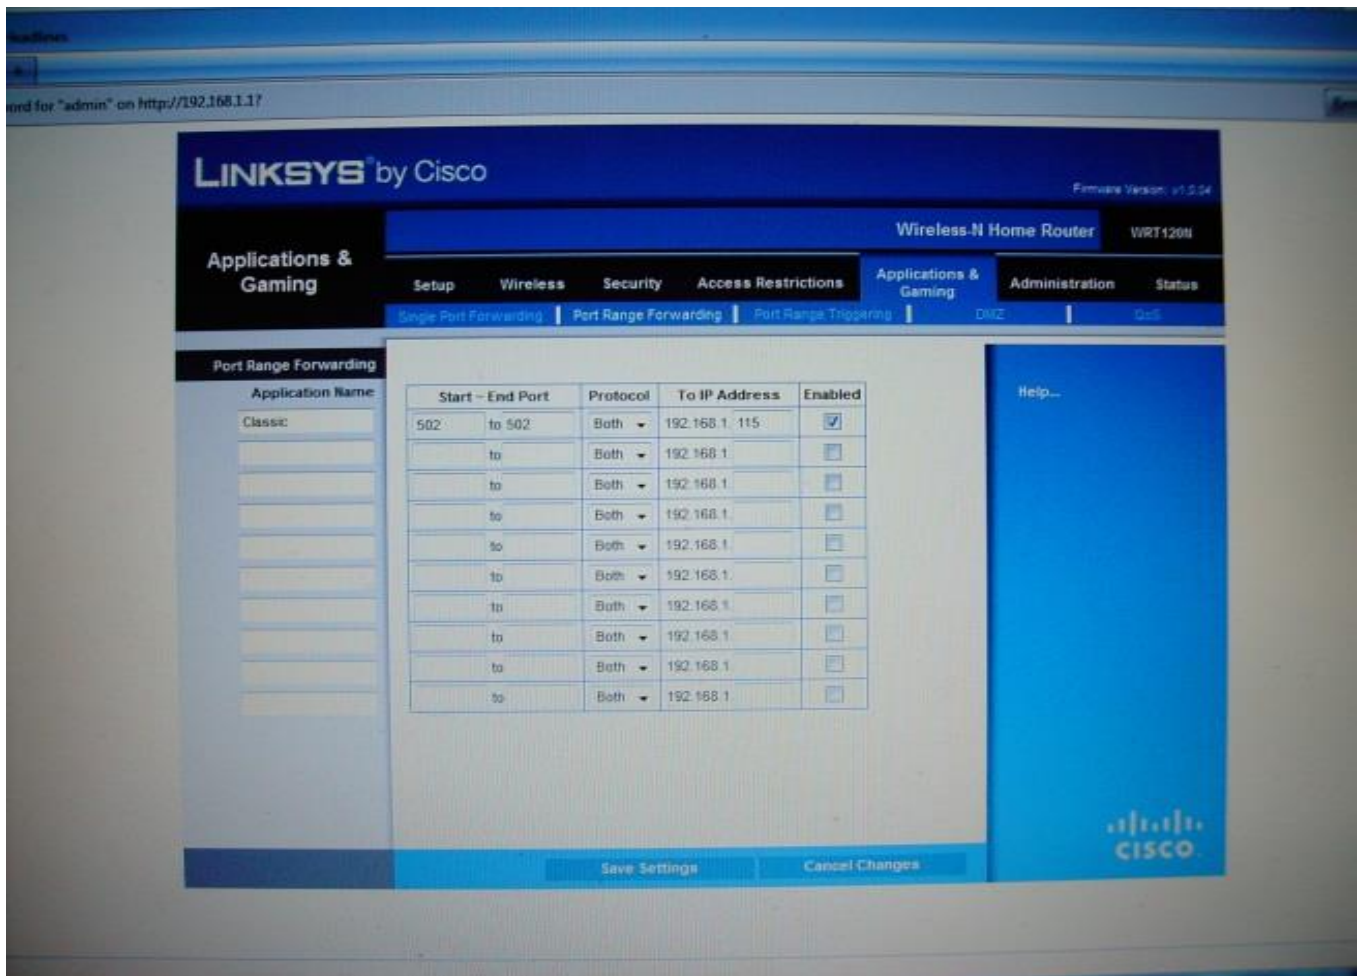 ord for "admin" on http://192.168.1.1?
LINKSYS® by Cisco
Firmware Version: v1.0.04
Wireless-N Home Router WRT120N
Applications & Gaming
Setup Wireless Security Access Restrictions Applications & Gaming Administration Status
Single Port Forwarding Port Range Forwarding Port Range Triggering DMZ QoS
Port Range Forwarding
Application Name Start – End Port Protocol To IP Address Enabled
Help...
Classic 502 to 502 Both 192.168.1. 115
to Both 192.168.1.
to Both 192.168.1.
to Both 192.168.1.
to Both 192.168.1.
to Both 192.168.1.
to Both 192.168.1.
to Both 192.168.1.
to Both 192.168.1.
to Both 192.168.1.
CISCO
Save Settings Cancel Changes